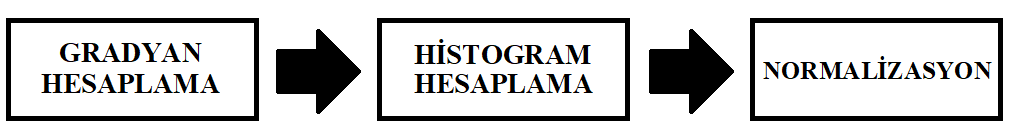 GRADYAN
HESAPLAMA
HİSTOGRAM
HESAPLAMA
NORMALİZASYON